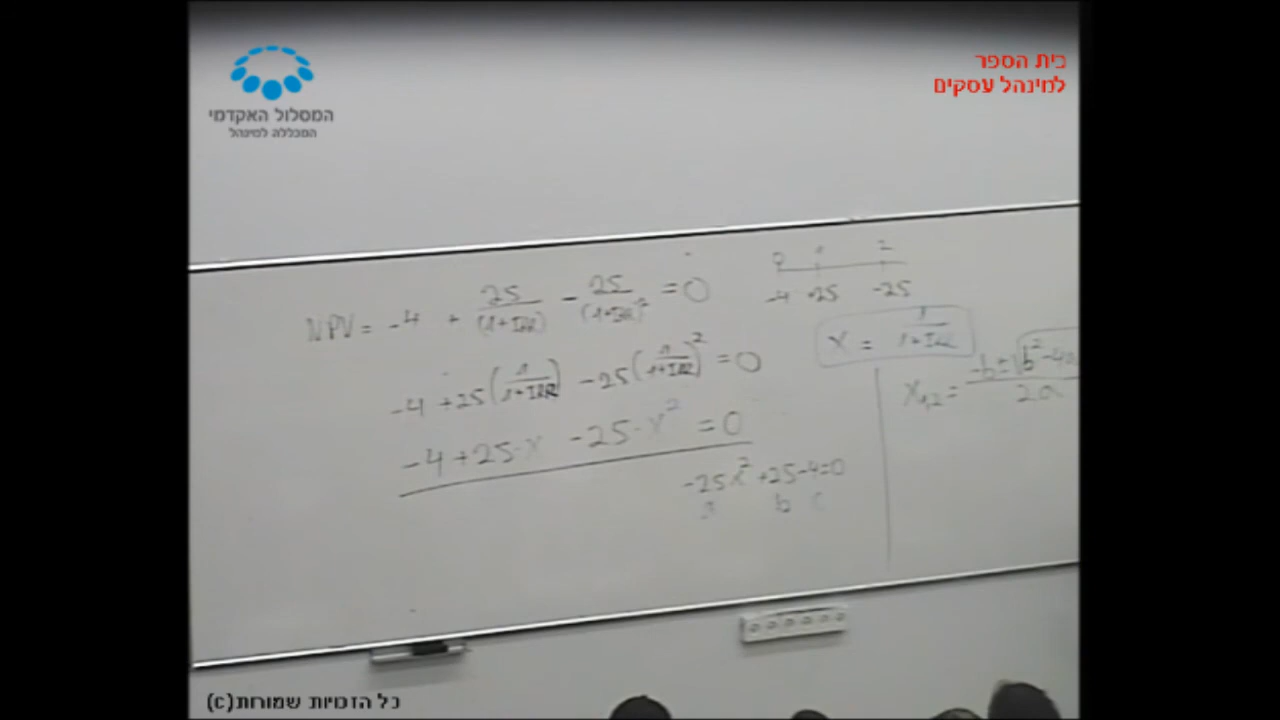 המסלול האקדמי
המכללה למינהל
בית הספר
למינהל עסקים
NPV = -4 + 25/(1+IRR) - 25/(1+IRR)² = 0
0 1 2
-4 +25 -25
-4 +25(1/1+IRR) -25(1/1+IRR)² = 0
X = 1/1+IRR
-4+25·X -25·X² = 0
X1,2 = -b±√b²-4a / 2a
-25X²+25-4=0
a b c
כל הזכויות שמורות(c)